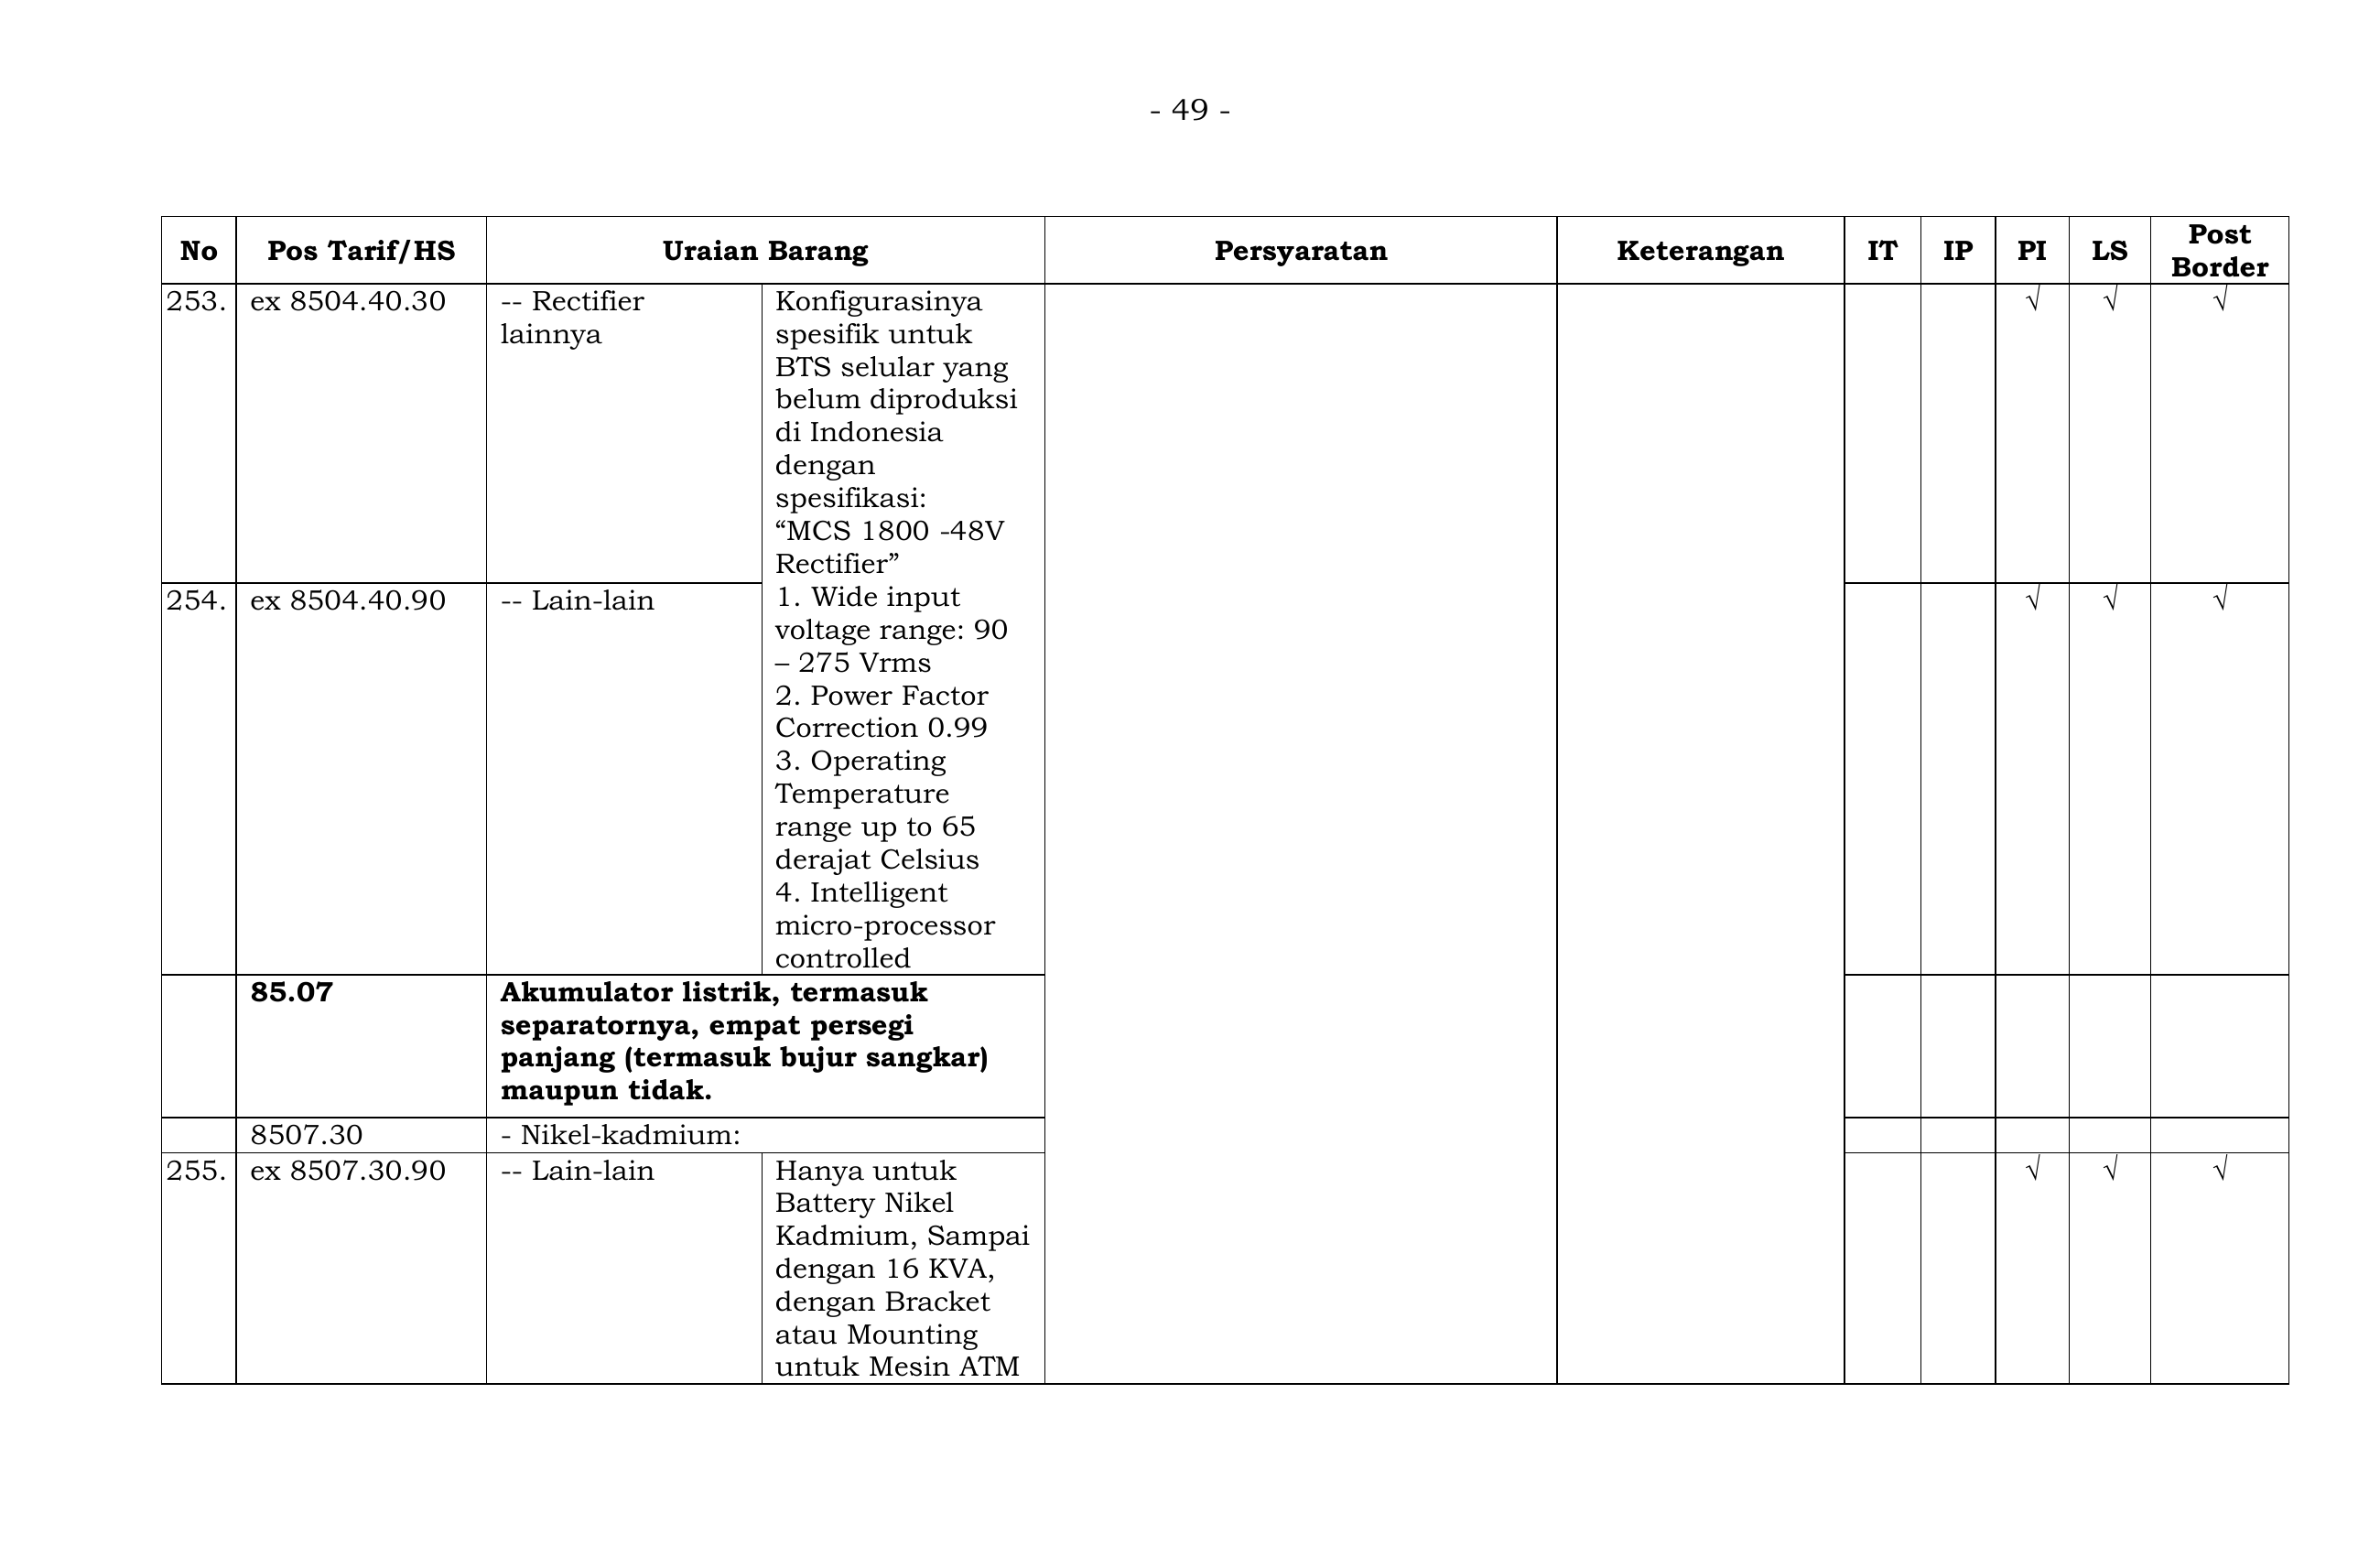 - 49 -
No Pos Tarif/HS Uraian Barang Persyaratan Keterangan IT IP PI LS Post Border
253. ex 8504.40.30 -- Rectifier lainnya
Konfigurasinya
spesifik untuk
BTS selular yang
belum diproduksi
di Indonesia
dengan
spesifikasi:
“MCS 1800 -48V
Rectifier”
1. Wide input
voltage range: 90
– 275 Vrms
2. Power Factor
Correction 0.99
3. Operating
Temperature
range up to 65
derajat Celsius
4. Intelligent
micro-processor
controlled
√ √ √
254. ex 8504.40.90 -- Lain-lain √ √ √
85.07 Akumulator listrik, termasuk
separatornya, empat persegi
panjang (termasuk bujur sangkar)
maupun tidak.
8507.30 - Nikel-kadmium:
255. ex 8507.30.90 -- Lain-lain
Hanya untuk
Battery Nikel
Kadmium, Sampai
dengan 16 KVA,
dengan Bracket
atau Mounting
untuk Mesin ATM
√ √ √